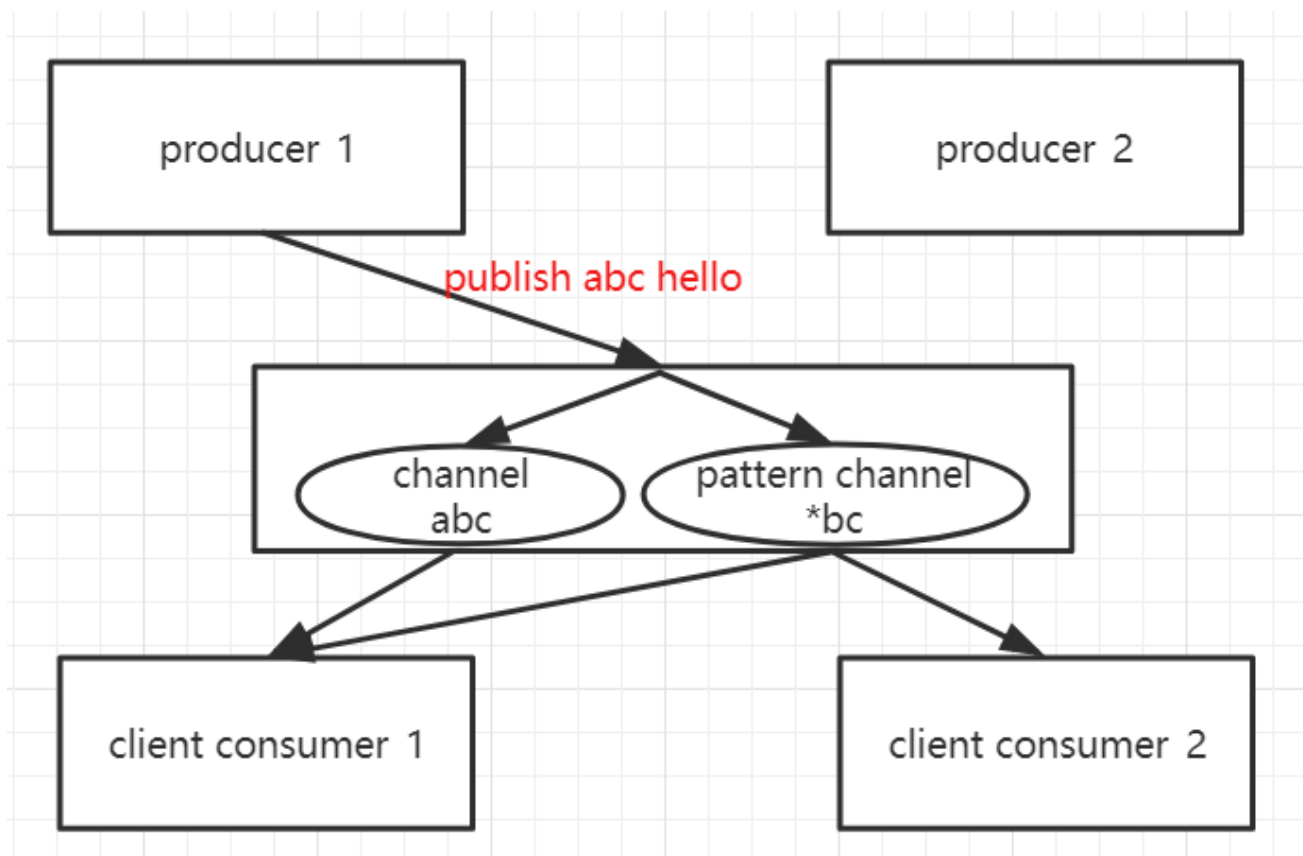 producer 1
producer 2
publish abc hello
channel
abc
pattern channel
*bc
client consumer 1
client consumer 2